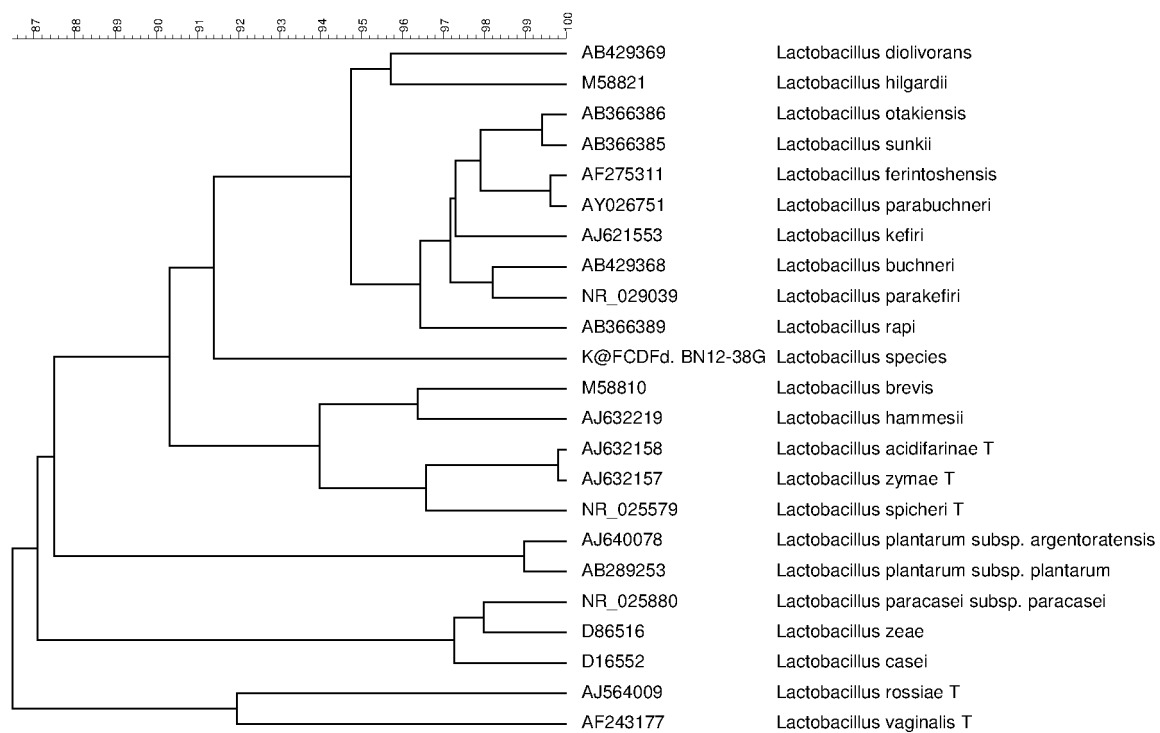 87 88 89 90 91 92 93 94 95 96 97 98 99 100
AB429369 Lactobacillus diolivorans
M58821 Lactobacillus hilgardii
AB366386 Lactobacillus otakiensis
AB366385 Lactobacillus sunkii
AF275311 Lactobacillus ferintoshensis
AY026751 Lactobacillus parabuchneri
AJ621553 Lactobacillus kefiri
AB429368 Lactobacillus buchneri
NR_029039 Lactobacillus parakefiri
AB366389 Lactobacillus rapi
K@FCDFd. BN12-38G Lactobacillus species
M58810 Lactobacillus brevis
AJ632219 Lactobacillus hammesii
AJ632158 Lactobacillus acidifarinae T
AJ632157 Lactobacillus zymae T
NR_025579 Lactobacillus spicheri T
AJ640078 Lactobacillus plantarum subsp. argentoratensis
AB289253 Lactobacillus plantarum subsp. plantarum
NR_025880 Lactobacillus paracasei subsp. paracasei
D86516 Lactobacillus zeae
D16552 Lactobacillus casei
AJ564009 Lactobacillus rossiae T
AF243177 Lactobacillus vaginalis T